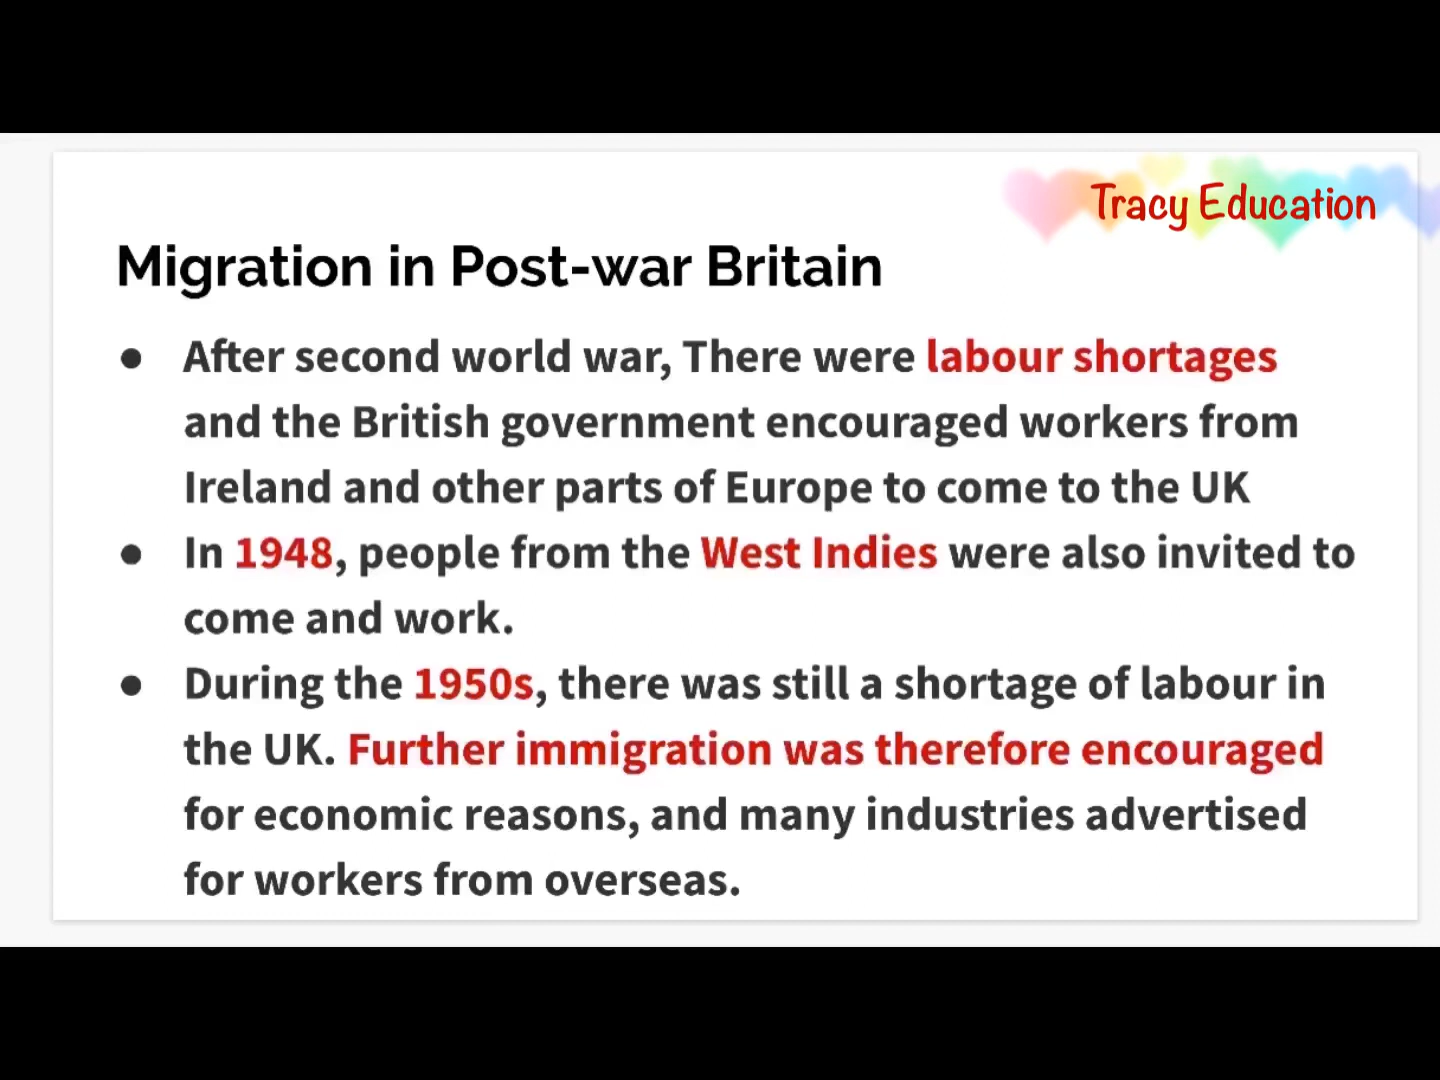 Tracy Education
Migration in Post-war Britain
● After second world war, There were labour shortages
and the British government encouraged workers from
Ireland and other parts of Europe to come to the UK
● In 1948, people from the West Indies were also invited to
come and work.
● During the 1950s, there was still a shortage of labour in
the UK. Further immigration was therefore encouraged
for economic reasons, and many industries advertised
for workers from overseas.